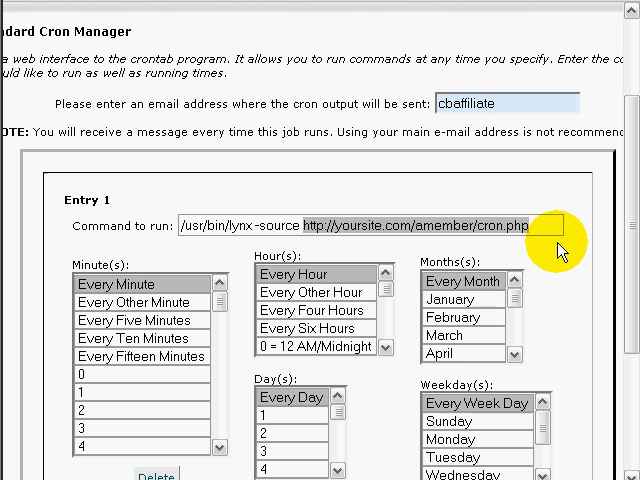 ndard Cron Manager
a web interface to the crontab program. It allows you to run commands at any time you specify. Enter the co
uld like to run as well as running times.
Please enter an email address where the cron output will be sent: cbaffiliate
OTE: You will receive a message every time this job runs. Using your main e-mail address is not recommen
Entry 1
Command to run: /usr/bin/lynx -source http://yoursite.com/amember/cron.php
Minute(s):
Every Minute
Every Other Minute
Every Five Minutes
Every Ten Minutes
Every Fifteen Minutes
0
1
2
3
4
Delete
Hour(s):
Every Hour
Every Other Hour
Every Four Hours
Every Six Hours
0 = 12 AM/Midnight
Day(s):
Every Day
1
2
3
4
Months(s):
Every Month
January
February
March
April
Weekday(s):
Every Week Day
Sunday
Monday
Tuesday
Wednesday